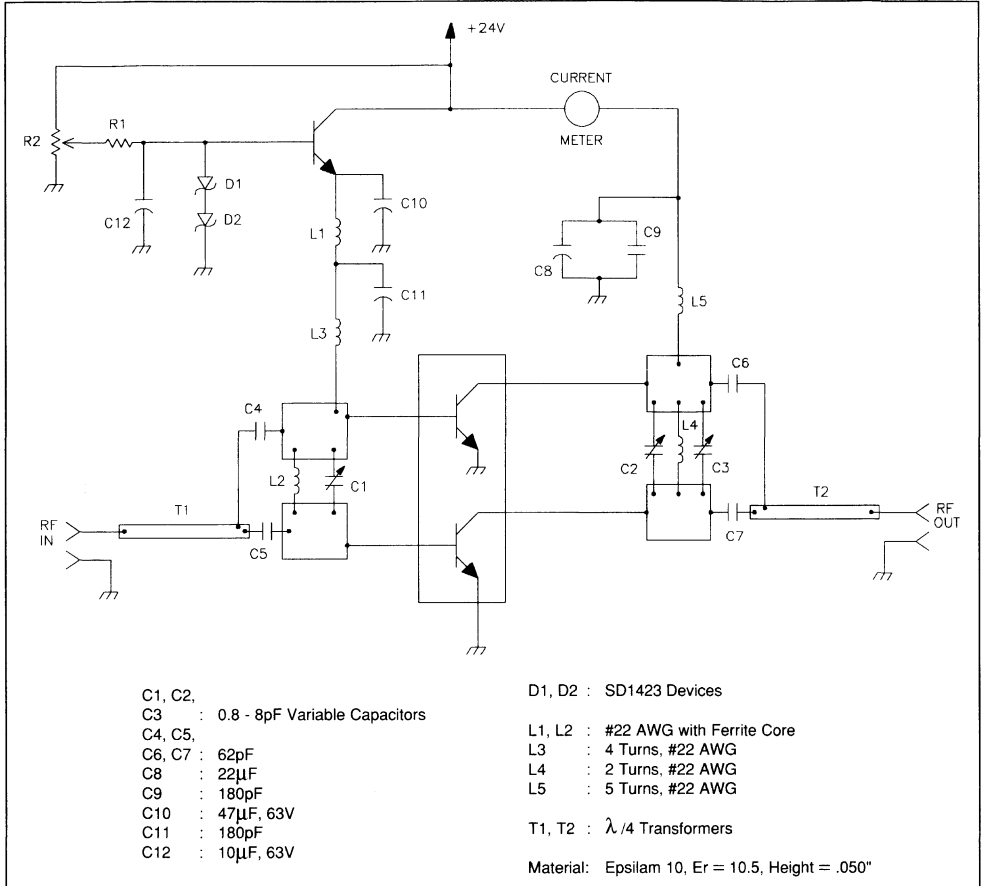 +24V
CURRENT
METER
R2
R1
D1
D2
C12
C10
L1
C11
L3
C9
C8
L5
C6
C4
L4
L2
C1
C2
C3
T1
T2
RF
IN
C5
C7
RF
OUT
C1, C2,
C3 : 0.8 - 8pF Variable Capacitors
C4, C5,
C6, C7 : 62pF
C8 : 22μF
C9 : 180pF
C10 : 47μF, 63V
C11 : 180pF
C12 : 10μF, 63V
D1, D2 : SD1423 Devices
L1, L2 : #22 AWG with Ferrite Core
L3 : 4 Turns, #22 AWG
L4 : 2 Turns, #22 AWG
L5 : 5 Turns, #22 AWG
T1, T2 : λ /4 Transformers
Material: Epsilam 10, Er = 10.5, Height = .050"